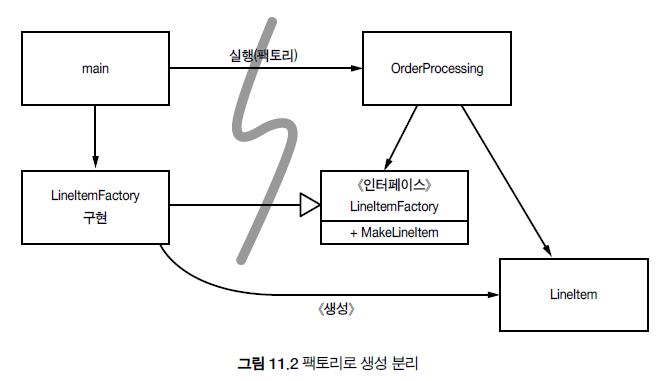 main
실행(팩토리)
OrderProcessing
LineItemFactory
구현
《인터페이스》
LineItemFactory
+ MakeLineItem
LineItem
《생성》
그림 11.2 팩토리로 생성 분리